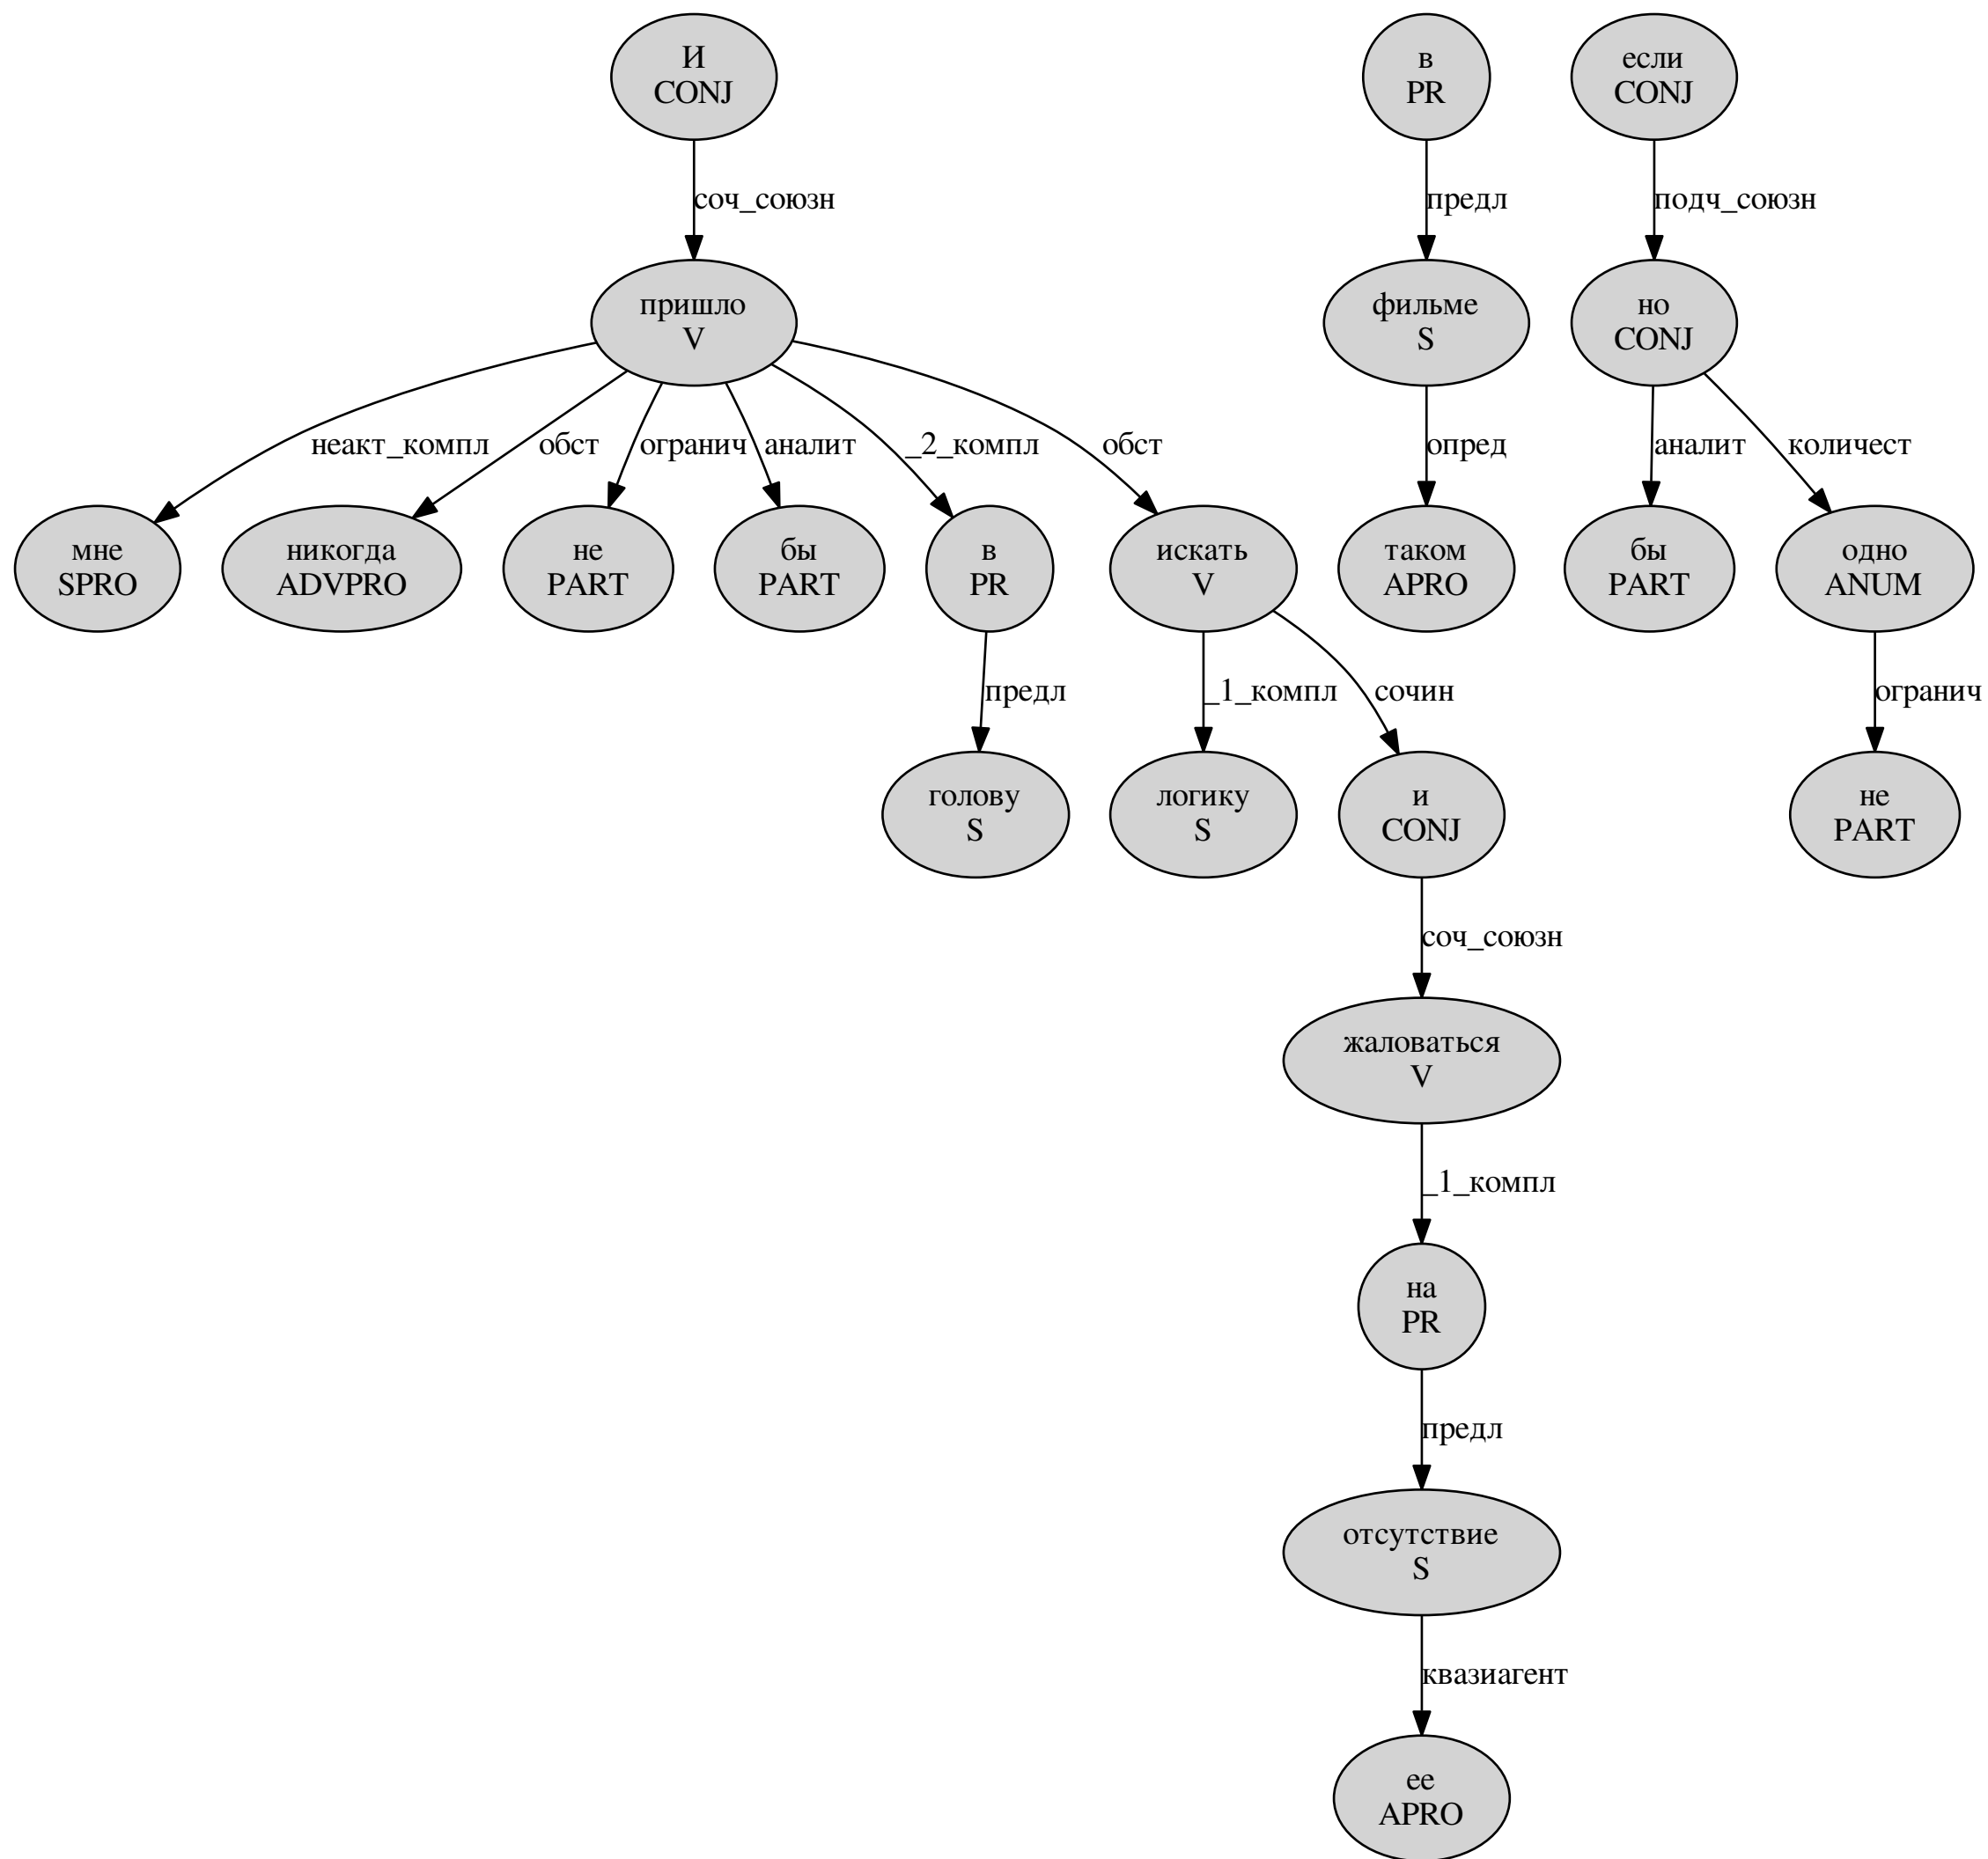 И
CONJ
в
PR
если
CONJ
соч_союзн
предл
подч_союзн
пришло
V
фильме
S
но
CONJ
неакт_компл
обст
огранич
аналит
_2_компл
обст
опред
аналит
количест
мне
SPRO
никогда
ADVPRO
не
PART
бы
PART
в
PR
искать
V
таком
APRO
бы
PART
одно
ANUM
предл
_1_компл
сочин
огранич
голову
S
логику
S
и
CONJ
не
PART
соч_союзн
жаловаться
V
_1_компл
на
PR
предл
отсутствие
S
квазиагент
ее
APRO